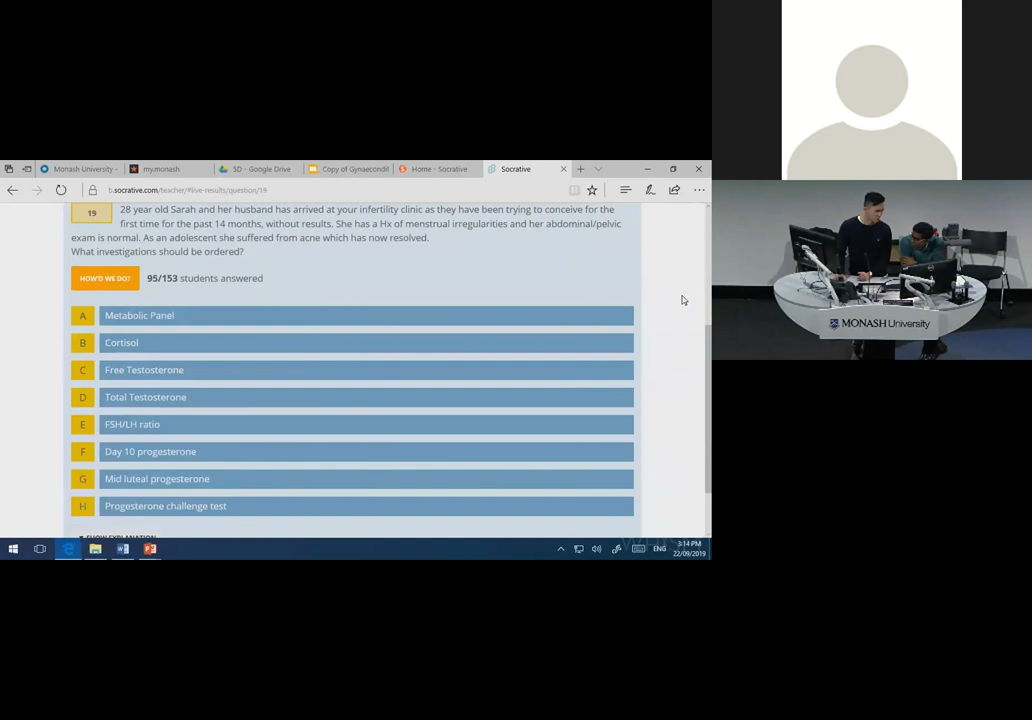 Monash University -
my.monash
SD - Google Drive
Copy of Gynaecondit
Home - Socrative
Socrative
b.socrative.com/teacher/#live-results/question/19
19
28 year old Sarah and her husband has arrived at your infertility clinic as they have been trying to conceive for the
first time for the past 14 months, without results. She has a Hx of menstrual irregularities and her abdominal/pelvic
exam is normal. As an adolescent she suffered from acne which has now resolved.
What investigations should be ordered?
HOW'D WE DO?
95/153 students answered
A Metabolic Panel
B Cortisol
C Free Testosterone
D Total Testosterone
E FSH/LH ratio
F Day 10 progesterone
G Mid luteal progesterone
H Progesterone challenge test
SHOW EXPLANATION
ENG
3:14 PM
22/09/2019
MONASH University